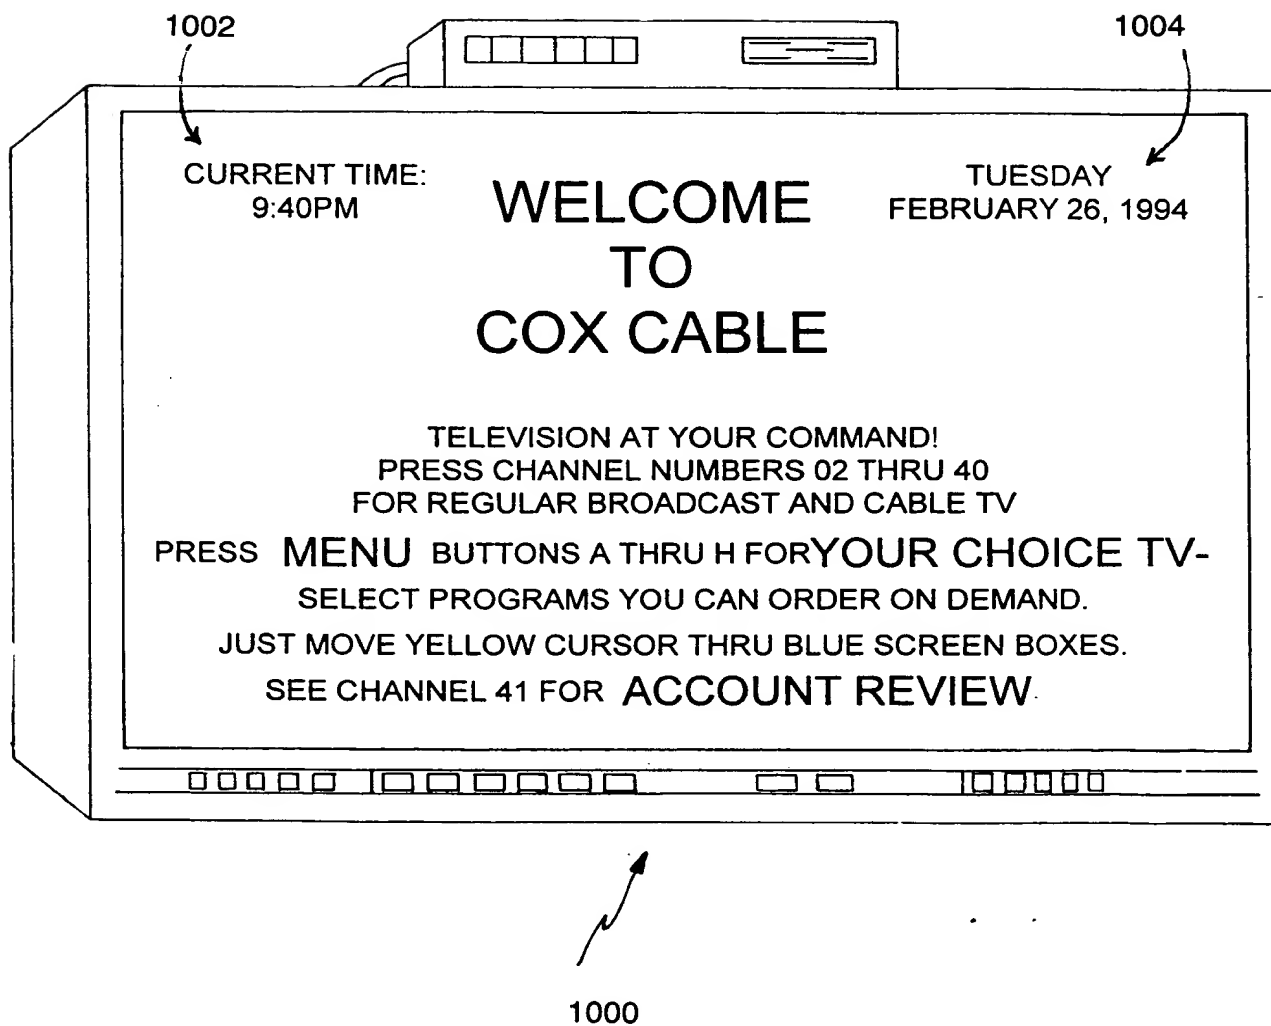 1002
1004
CURRENT TIME:
9:40PM
WELCOME
TO
COX CABLE
TUESDAY
FEBRUARY 26, 1994
TELEVISION AT YOUR COMMAND!
PRESS CHANNEL NUMBERS 02 THRU 40
FOR REGULAR BROADCAST AND CABLE TV
PRESS MENU BUTTONS A THRU H FOR YOUR CHOICE TV-
SELECT PROGRAMS YOU CAN ORDER ON DEMAND.
JUST MOVE YELLOW CURSOR THRU BLUE SCREEN BOXES.
SEE CHANNEL 41 FOR ACCOUNT REVIEW.
1000